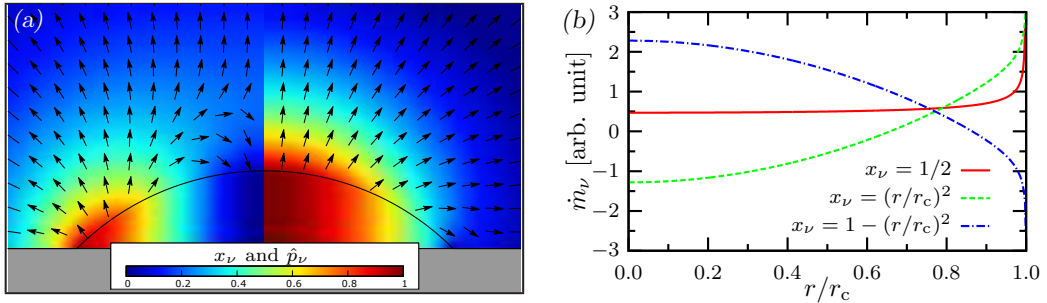 (a)
x_ν and p̂_ν
0 0.2 0.4 0.6 0.8 1
(b)
ṁ_ν [arb. unit]
3
2
1
0
−1
−2
−3
x_ν = 1/2
x_ν = (r/r_c)²
x_ν = 1 − (r/r_c)²
0.0 0.2 0.4 0.6 0.8 1.0
r/r_c